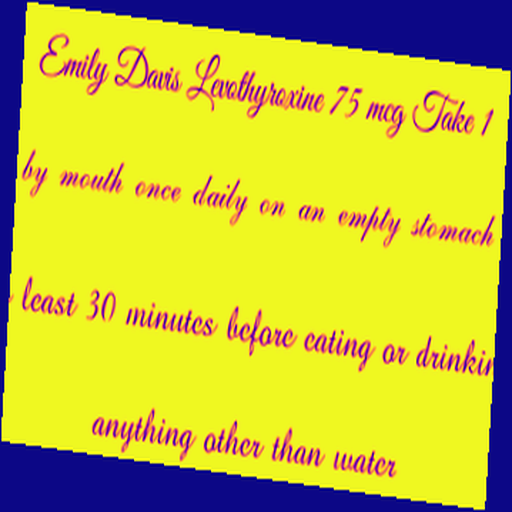 Emily Davis Levothyroxine 75 mcg Take 1
by mouth once daily on an empty stomach
least 30 minutes before eating or drinkin
anything other than water